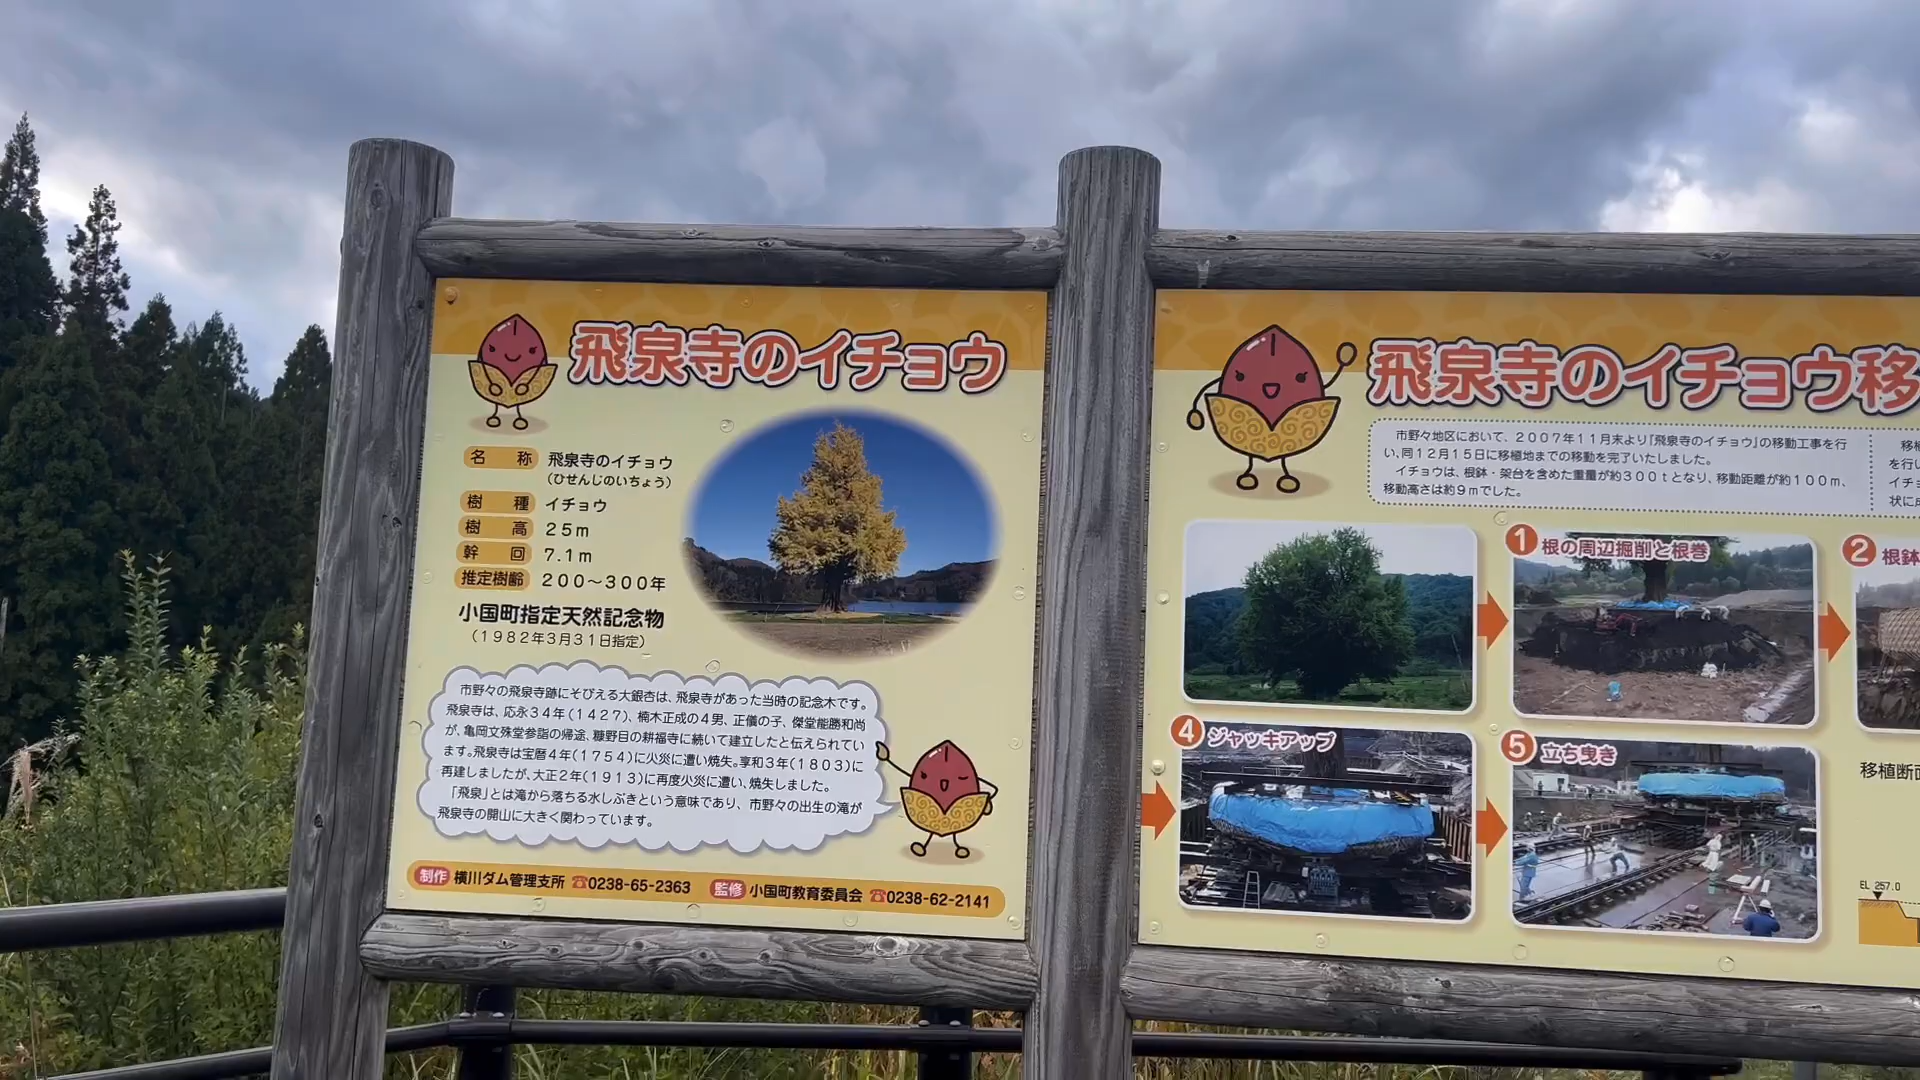 飛泉寺のイチョウ
名称 飛泉寺のイチョウ
(ひせんじのいちょう)
樹種 イチョウ
樹高 25m
幹回 7.1m
推定樹齢 200〜300年
小国町指定天然記念物
(1982年3月31日指定)
市野々の飛泉寺跡にそびえる大銀杏は、飛泉寺があった当時の記念木です。
飛泉寺は、応永34年(1427)、楠木正成の4男、正儀の子、傑堂能勝和尚
が、亀岡文殊堂参詣の帰途、糠野目の耕福寺に続いて建立したと伝えられてい
ます。飛泉寺は宝暦4年(1754)に火災に遭い焼失。享和3年(1803)に
再建しましたが、大正2年(1913)に再度火災に遭い、焼失しました。
「飛泉」とは滝から落ちる水しぶきという意味であり、市野々の出生の滝が
飛泉寺の開山に大きく関わっています。
制作 横川ダム管理支所 ☎0238-65-2363 監修 小国町教育委員会 ☎0238-62-2141
飛泉寺のイチョウ移
市野々地区において、2007年11月末より『飛泉寺のイチョウ』の移動工事を行
い、同12月15日に移植地までの移動を完了いたしました。
イチョウは、根鉢・架台を含めた重量が約300tとなり、移動距離が約100m、
移動高さは約9mでした。
移植
を行い
イチョ
状に
1 根の周辺掘削と根巻
2 根鉢
4 ジャッキアップ
5 立ち曳き
移植断面
EL 257.0